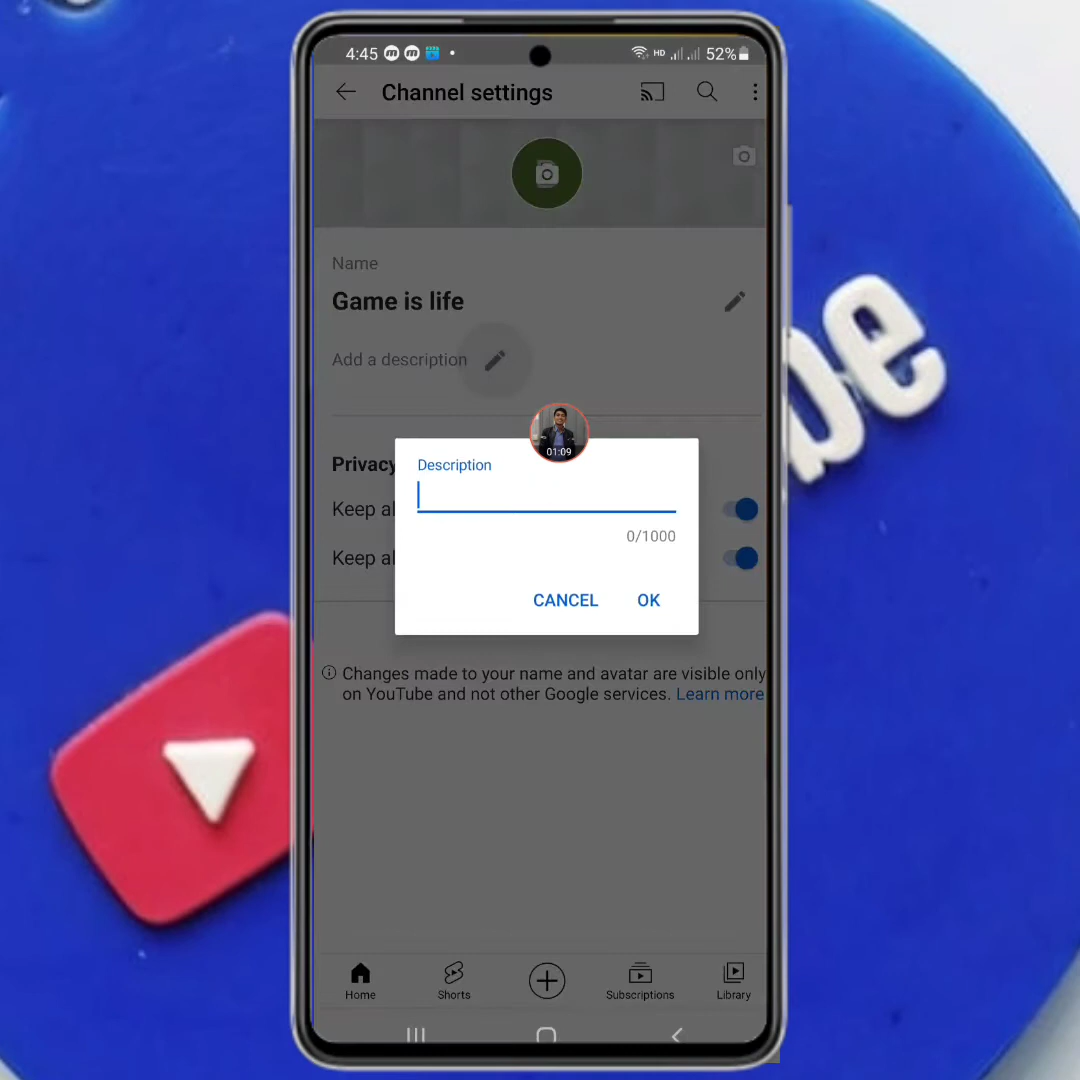 4:45 HD 52%
Channel settings
Name
Game is life
Add a description
01:09
Privacy
Description
Keep al
0/1000
Keep al
CANCEL OK
Changes made to your name and avatar are visible only
on YouTube and not other Google services. Learn more
Home Shorts Subscriptions Library
be